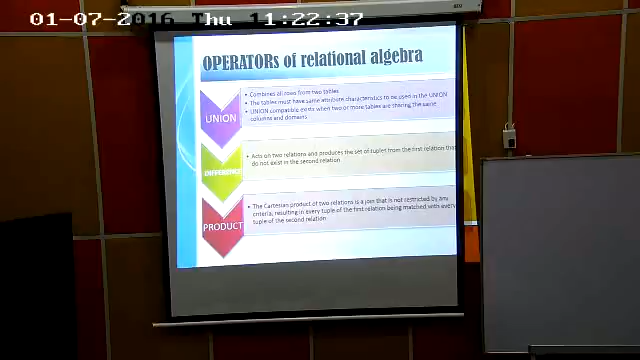 01-07-2016 Thu 11:22:37
OPERATORs of relational algebra
UNION
• Combines all rows from two tables
• The tables must have same attribute characteristics to be used in the UNION
• UNION compatible exists when two or more tables are sharing the same
columns and domains
DIFFERENCE
• Acts on two relations and produces the set of tuples from the first relation that
do not exist in the second relation
PRODUCT
• The Cartesian product of two relations is a join that is not restricted by any
criteria, resulting in every tuple of the first relation being matched with every
tuple of the second relation